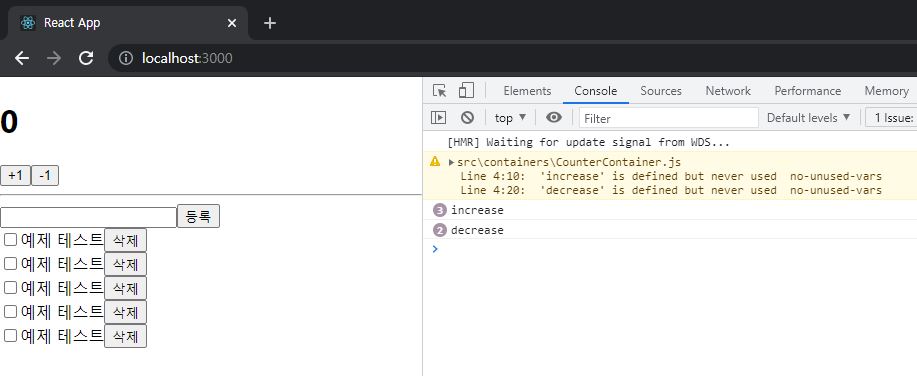 React App
localhost:3000
0
+1 -1
등록
예제 테스트 삭제
예제 테스트 삭제
예제 테스트 삭제
예제 테스트 삭제
예제 테스트 삭제
Elements Console Sources Network Performance Memory
top Filter Default levels 1 Issue:
[HMR] Waiting for update signal from WDS...
src\containers\CounterContainer.js
Line 4:10: 'increase' is defined but never used no-unused-vars
Line 4:20: 'decrease' is defined but never used no-unused-vars
3 increase
2 decrease